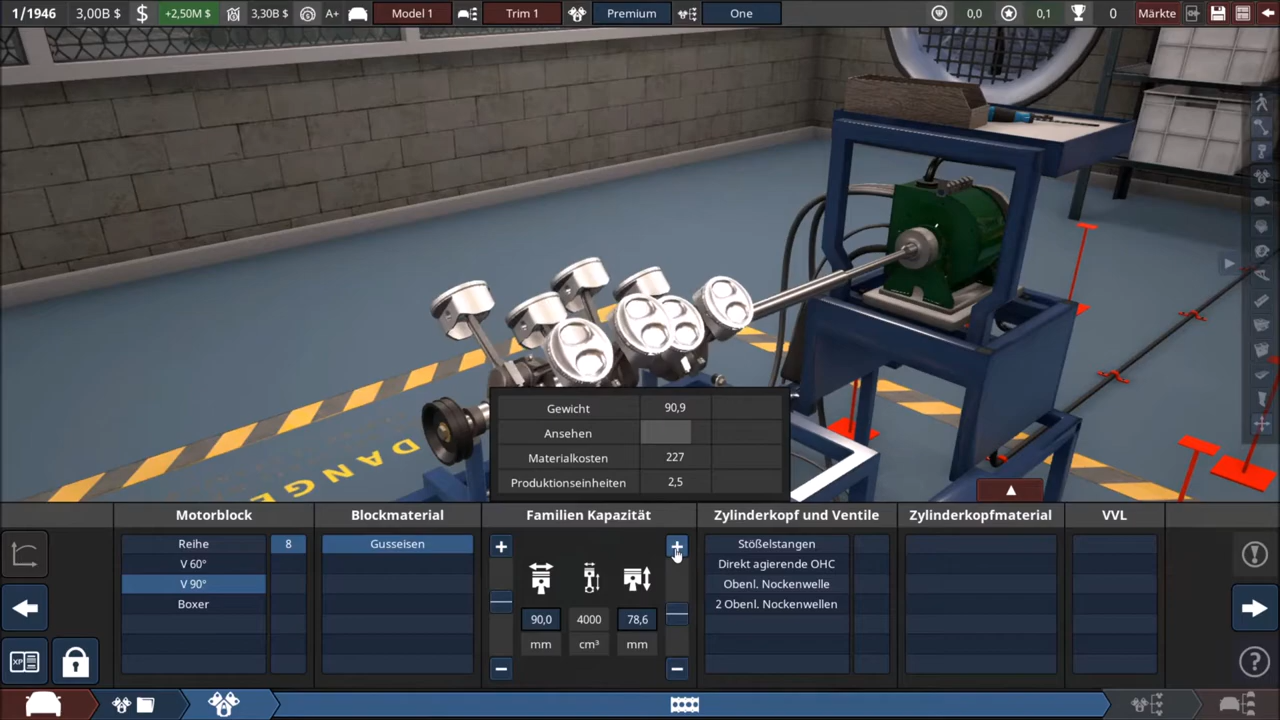 1/1946 3,00B $ $ +2,50M $ 3,30B $ A+ Model 1 Trim 1 Premium One 0,0 0,1 0 Märkte
DANGE
Gewicht 90,9
Ansehen
Materialkosten 227
Produktionseinheiten 2,5
Motorblock Blockmaterial Familien Kapazität Zylinderkopf und Ventile Zylinderkopfmaterial VVL
Reihe 8 Gusseisen + + Stößelstangen
V 60° Direkt agierende OHC
V 90° Obenl. Nockenwelle
Boxer 2 Obenl. Nockenwellen
90,0 4000 78,6
mm cm³ mm
XP − −